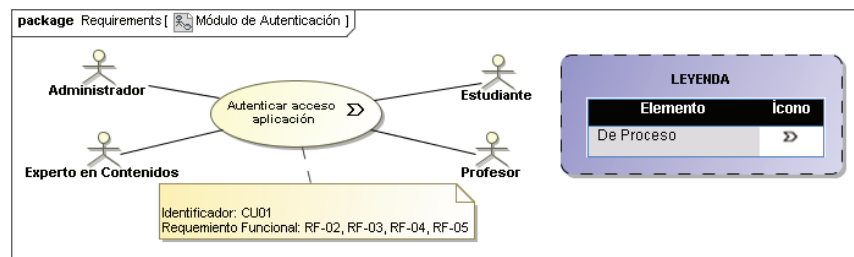 package Requirements [ Módulo de Autenticación ]
Administrador
Experto en Contenidos
Autenticar acceso
aplicación
Estudiante
Profesor
Identificador: CU01
Requemiento Funcional: RF-02, RF-03, RF-04, RF-05
LEYENDA
Elemento Ícono
De Proceso